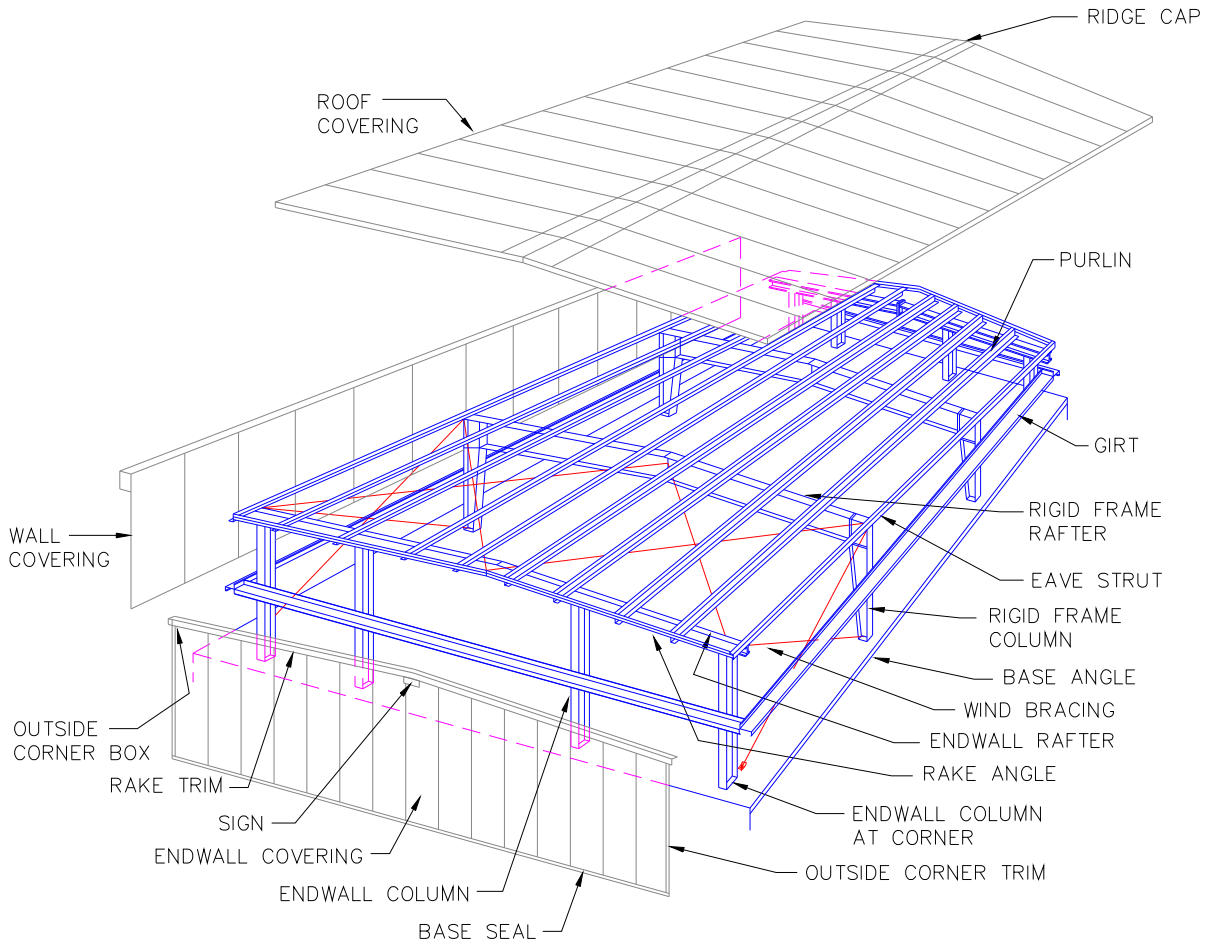 RIDGE CAP
ROOF
COVERING
PURLIN
GIRT
RIGID FRAME
RAFTER
WALL
COVERING
EAVE STRUT
RIGID FRAME
COLUMN
BASE ANGLE
WIND BRACING
OUTSIDE
CORNER BOX
ENDWALL RAFTER
RAKE ANGLE
RAKE TRIM
SIGN
ENDWALL COLUMN
AT CORNER
ENDWALL COVERING
OUTSIDE CORNER TRIM
ENDWALL COLUMN
BASE SEAL